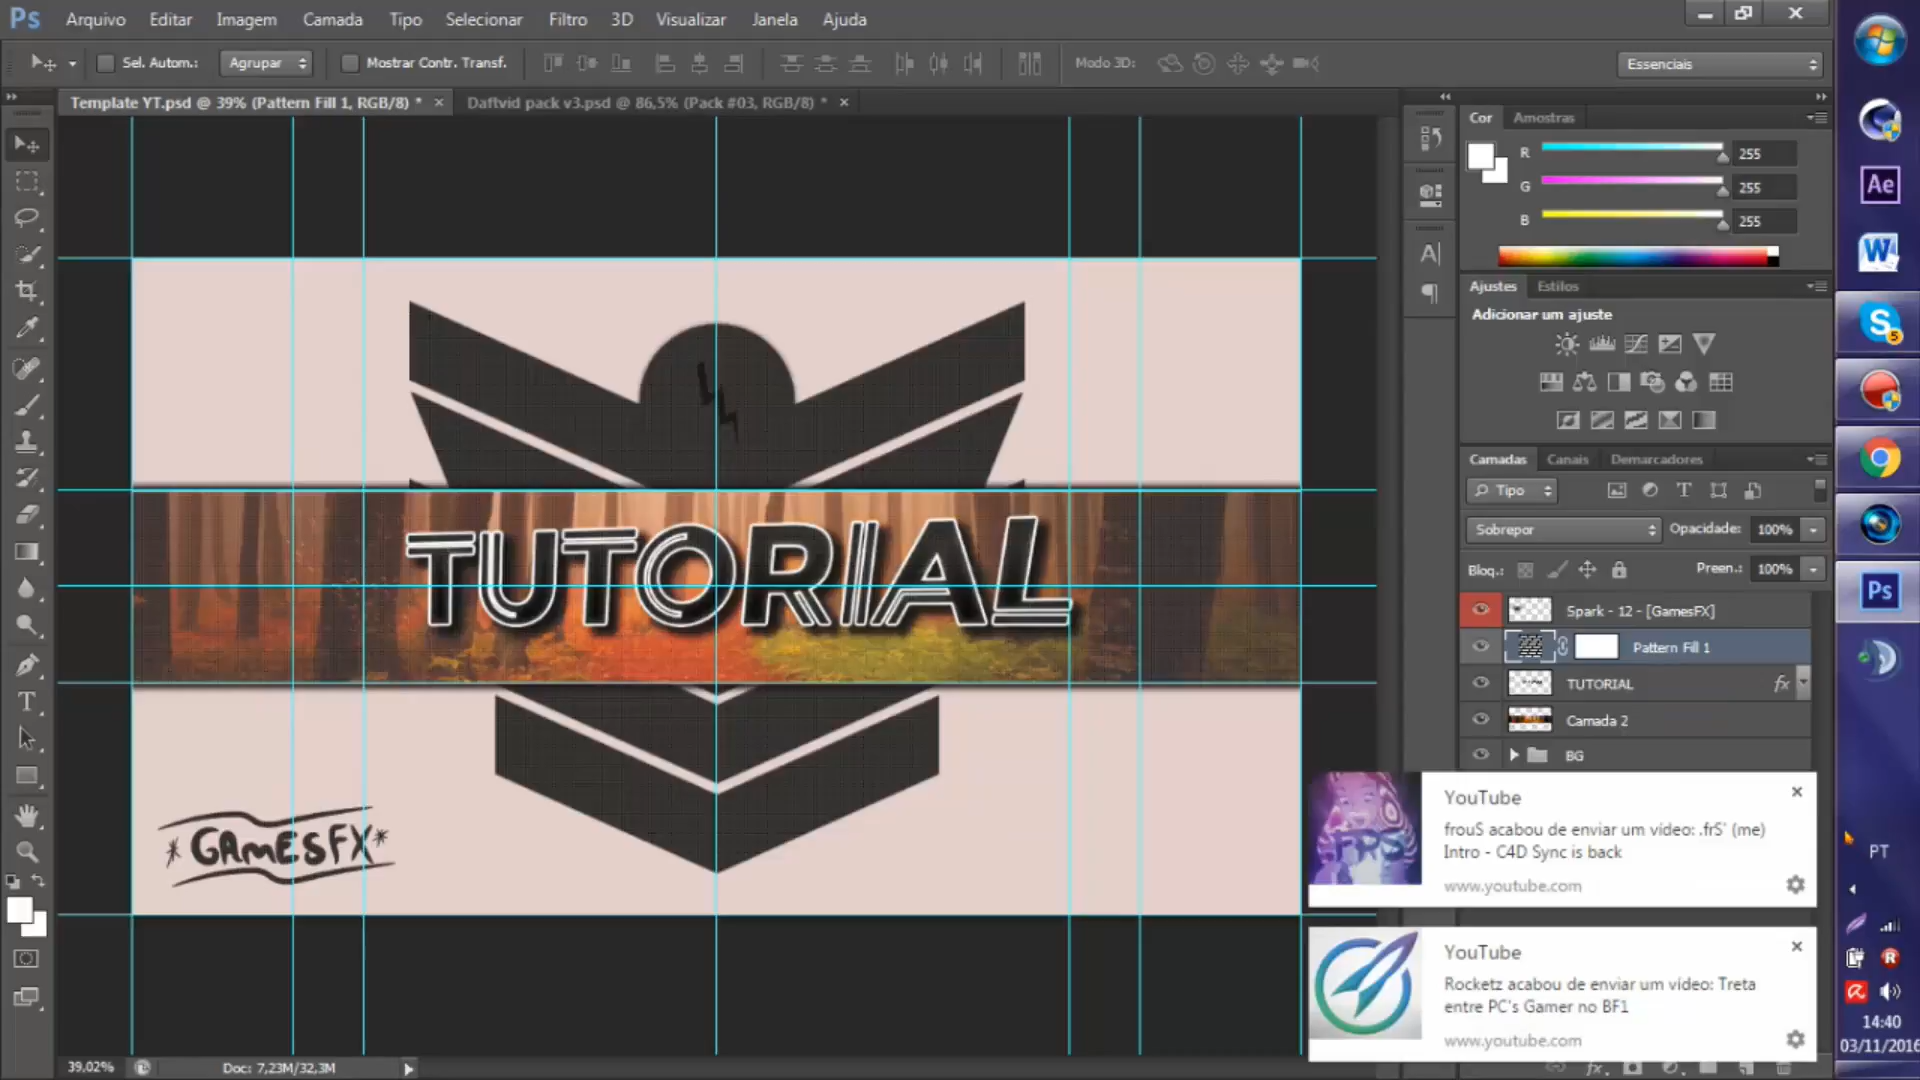 Ps Arquivo Editar Imagem Camada Tipo Selecionar Filtro 3D Visualizar Janela Ajuda
Sel. Autom.: Agrupar Mostrar Contr. Transf. Modo 3D: Essenciais
Template YT.psd @ 39% (Pattern Fill 1, RGB/8) * × Daftvid pack v3.psd @ 86,5% (Pack #03, RGB/8) * ×
Cor Amostras
R 255
G 255
B 255
Ajustes Estilos
Adicionar um ajuste
Camadas Canais Demarcadores
Tipo
Sobrepor Opacidade: 100%
Bloq.: Preen.: 100%
Spark - 12 - [GamesFX]
Pattern Fill 1
TUTORIAL fx
Camada 2
BG
TUTORIAL
GAMESFX
YouTube
frouS acabou de enviar um vídeo: .frS' (me)
Intro - C4D Sync is back
www.youtube.com
FRS
YouTube
Rocketz acabou de enviar um vídeo: Treta
entre PC's Gamer no BF1
www.youtube.com
39,02% Doc: 7,23M/32,3M
Ae
W
S 5
Ps
PT
14:40
03/11/2016